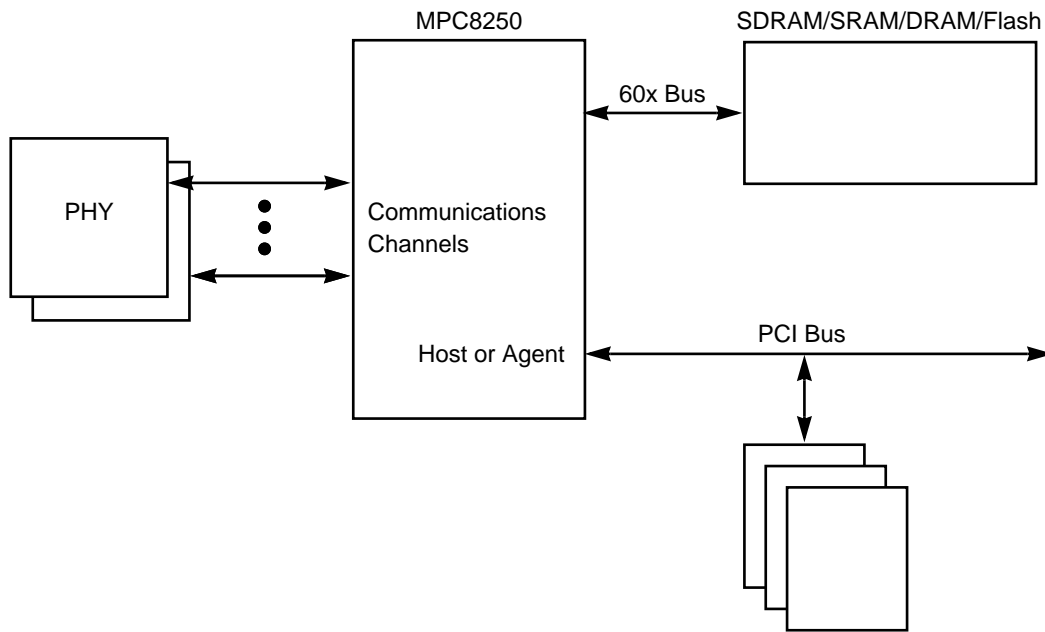 MPC8250
SDRAM/SRAM/DRAM/Flash
60x Bus
PHY
Communications
Channels
PCI Bus
Host or Agent